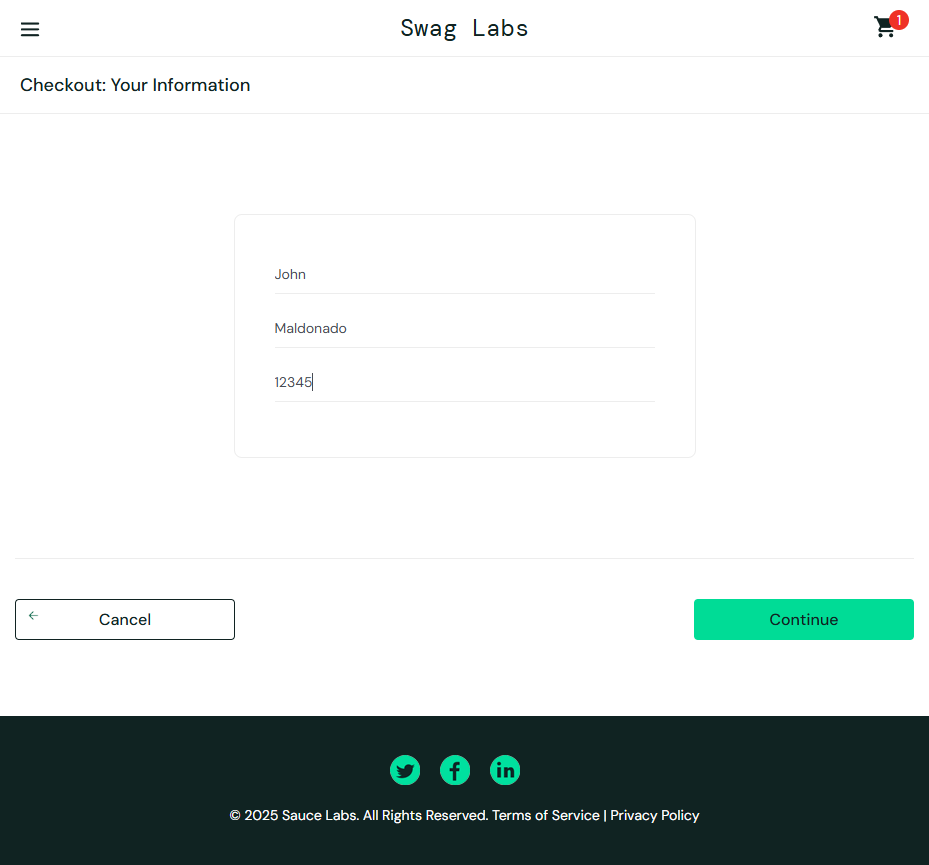 Swag Labs
1
Checkout: Your Information
John
Maldonado
12345
Cancel
Continue
© 2025 Sauce Labs. All Rights Reserved. Terms of Service | Privacy Policy